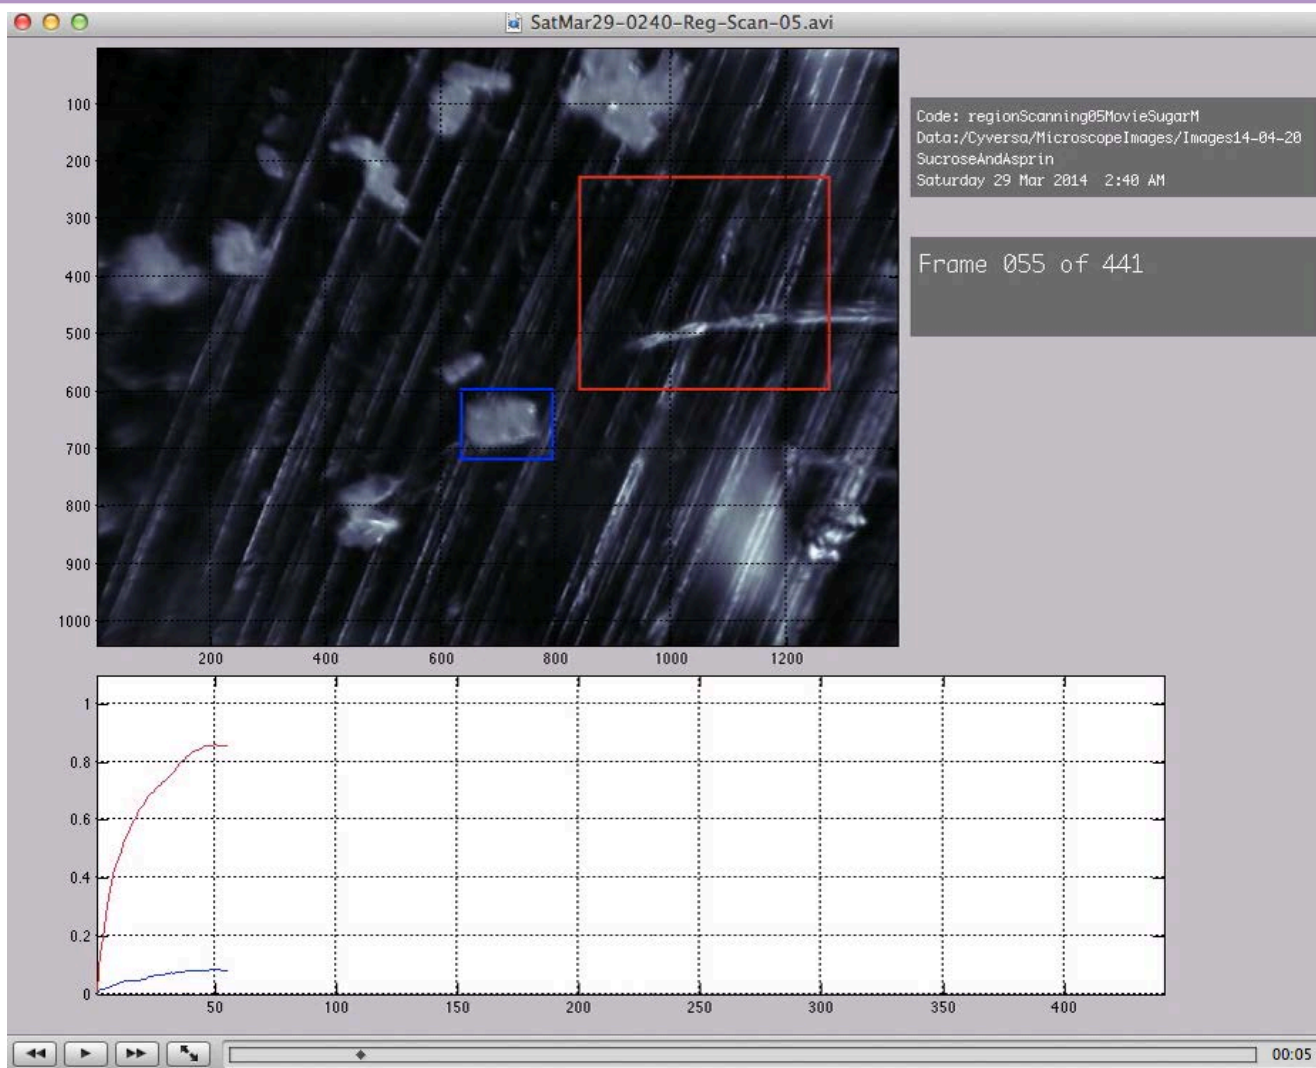 SatMar29-0240-Reg-Scan-05.avi
Code: regionScanning05MovieSugarM
Data:/Cyversa/MicroscopeImages/Images14-04-20
SucroseAndAsprin
Saturday 29 Mar 2014 2:40 AM
Frame 055 of 441
100
200
300
400
500
600
700
800
900
1000
200 400 600 800 1000 1200
1
0.8
0.6
0.4
0.2
0
50 100 150 200 250 300 350 400
00:05